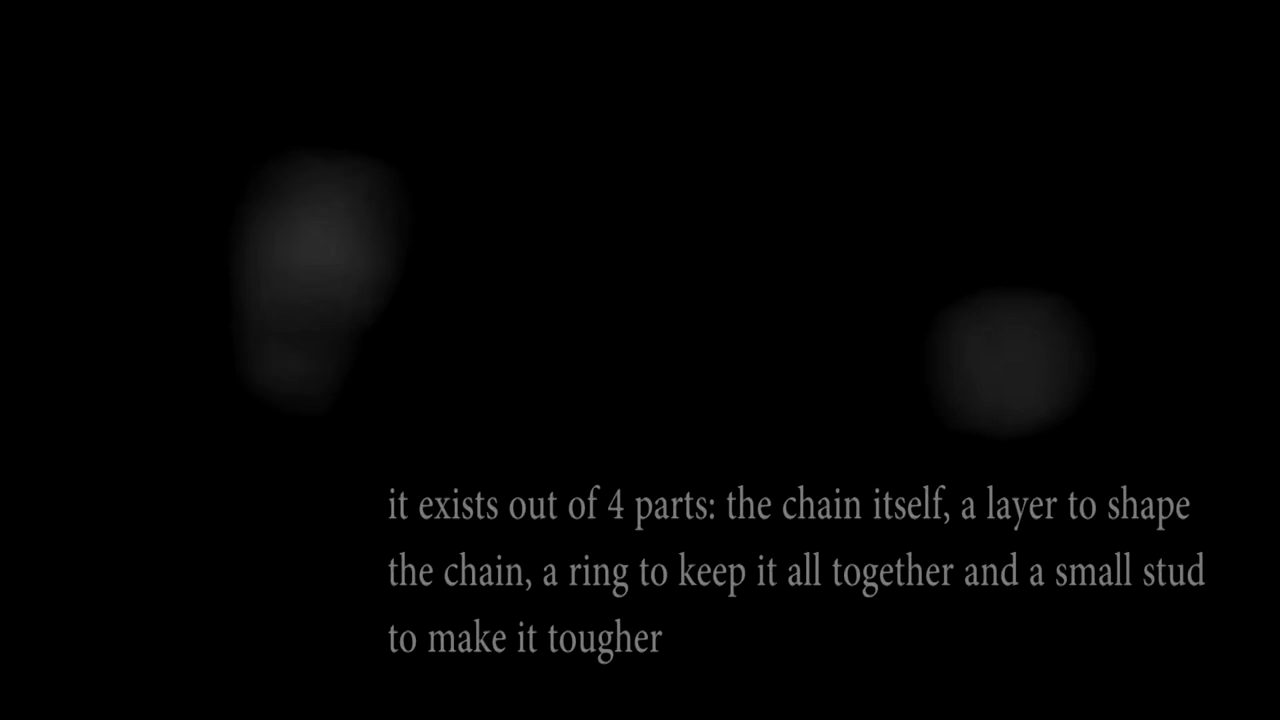 it exists out of 4 parts: the chain itself, a layer to shape
the chain, a ring to keep it all together and a small stud
to make it tougher